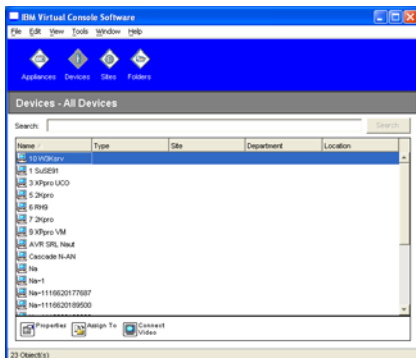 IBM Virtual Console Software
File Edit View Tools Window Help
Appliances Devices Sites Folders
Devices - All Devices
Search: Search
Name Type Site Department Location
10 W3Ksrv
1 SuSE91
3 XPpro UCO
5 2Kpro
6 RH9
7 2Kpro
9 XPpro VM
AVR SRL Naut
Cascade:N-AN
Na
Na-1
Na-1116620177687
Na-1116620189500
Properties Assign To Connect Video
23 Object(s)